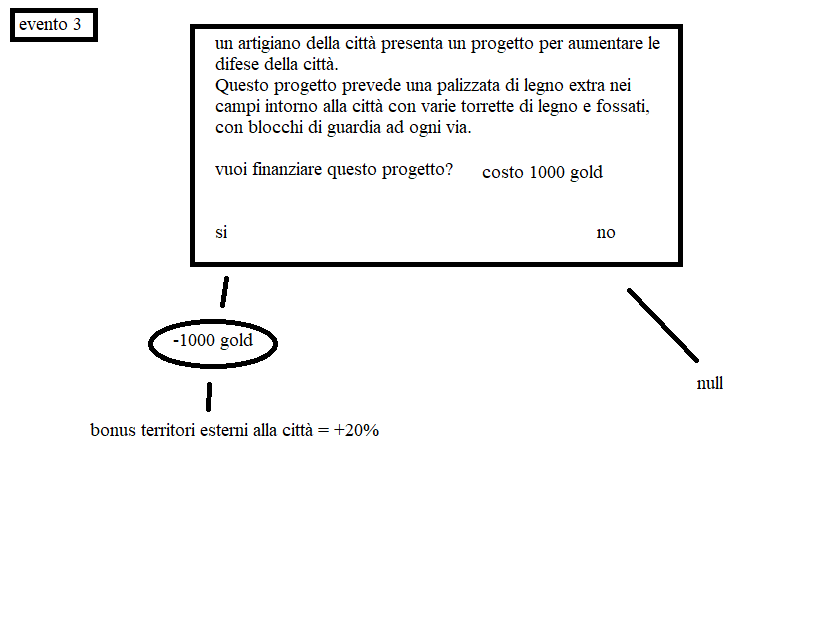 evento 3
un artigiano della città presenta un progetto per aumentare le
difese della città.
Questo progetto prevede una palizzata di legno extra nei
campi intorno alla città con varie torrette di legno e fossati,
con blocchi di guardia ad ogni via.
vuoi finanziare questo progetto? costo 1000 gold
si no
-1000 gold
null
bonus territori esterni alla città = +20%